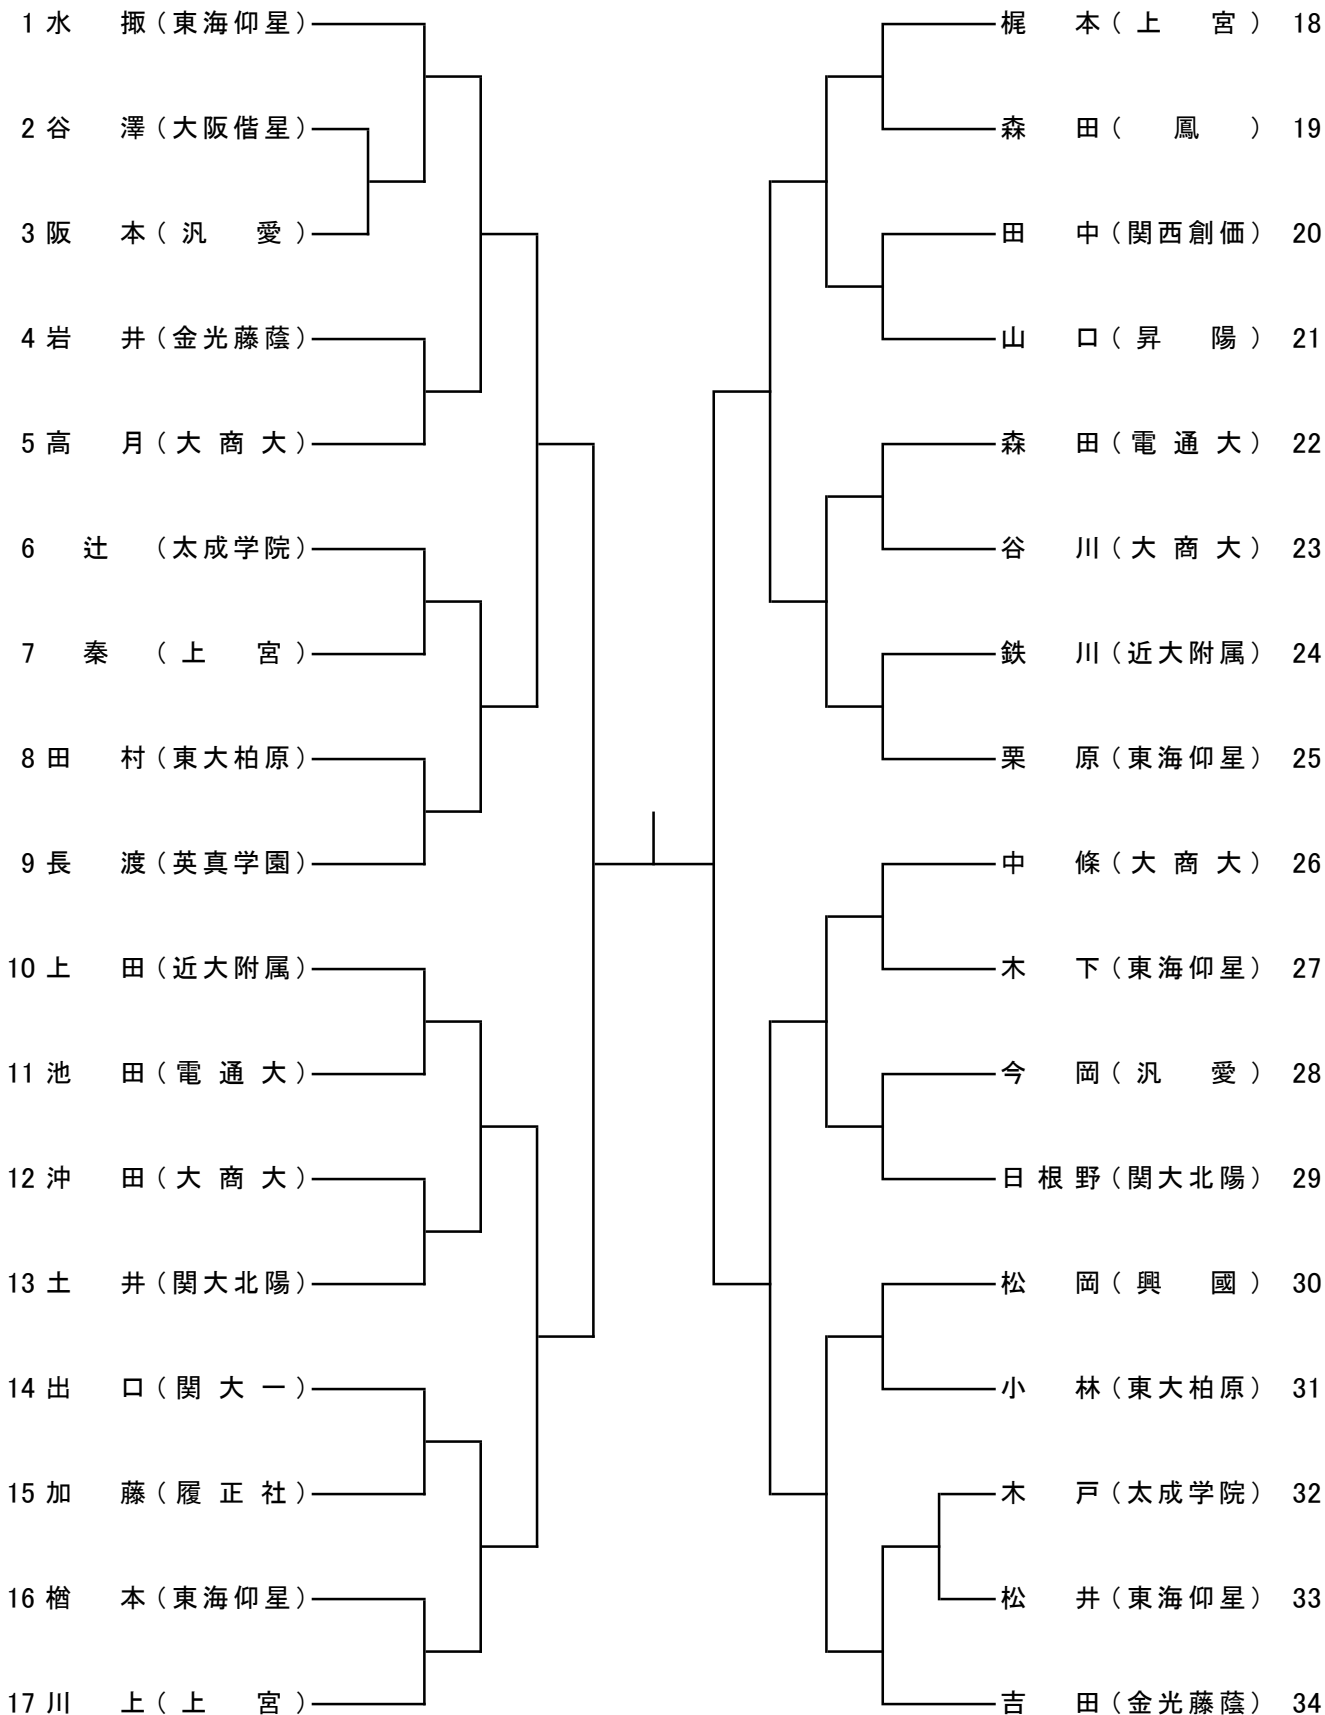 1 水 掫 (東海仰星)
2 谷 澤 (大阪偕星)
3 阪 本 (汎 愛)
4 岩 井 (金光藤蔭)
5 高 月 (大 商 大)
6 辻 (太成学院)
7 秦 (上 宮)
8 田 村 (東大柏原)
9 長 渡 (英真学園)
10 上 田 (近大附属)
11 池 田 (電 通 大)
12 沖 田 (大 商 大)
13 土 井 (関大北陽)
14 出 口 (関 大 一)
15 加 藤 (履 正 社)
16 楢 本 (東海仰星)
17 川 上 (上 宮)
梶 本 (上 宮) 18
森 田 (鳳) 19
田 中 (関西創価) 20
山 口 (昇 陽) 21
森 田 (電 通 大) 22
谷 川 (大 商 大) 23
鉄 川 (近大附属) 24
栗 原 (東海仰星) 25
中 條 (大 商 大) 26
木 下 (東海仰星) 27
今 岡 (汎 愛) 28
日 根 野 (関大北陽) 29
松 岡 (興 國) 30
小 林 (東大柏原) 31
木 戸 (太成学院) 32
松 井 (東海仰星) 33
吉 田 (金光藤蔭) 34